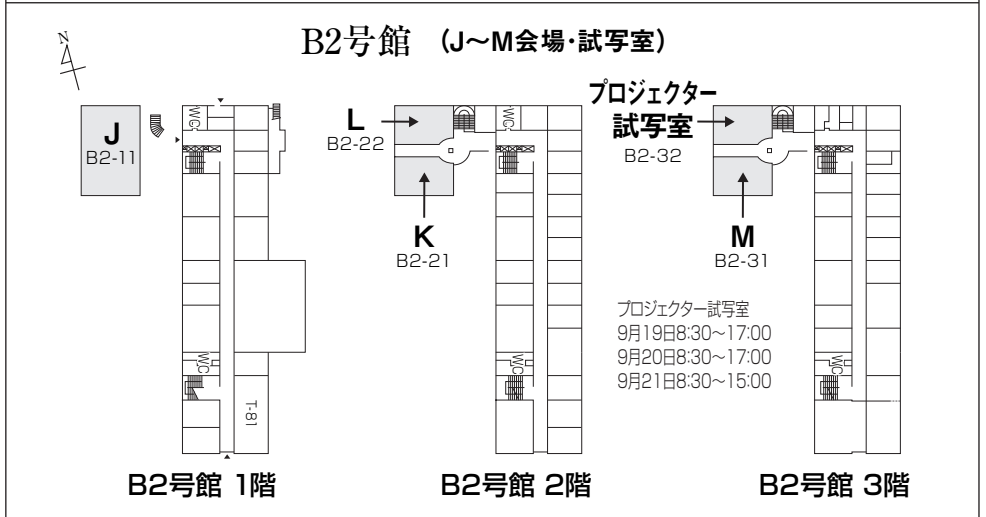 N
B2号館 (J～M会場・試写室)
J
B2-11
WC
WC
T-81
B2号館 1階
L
B2-22
K
B2-21
WC
WC
B2号館 2階
プロジェクター
試写室
B2-32
M
B2-31
プロジェクター試写室
9月19日8:30～17:00
9月20日8:30～17:00
9月21日8:30～15:00
WC
B2号館 3階